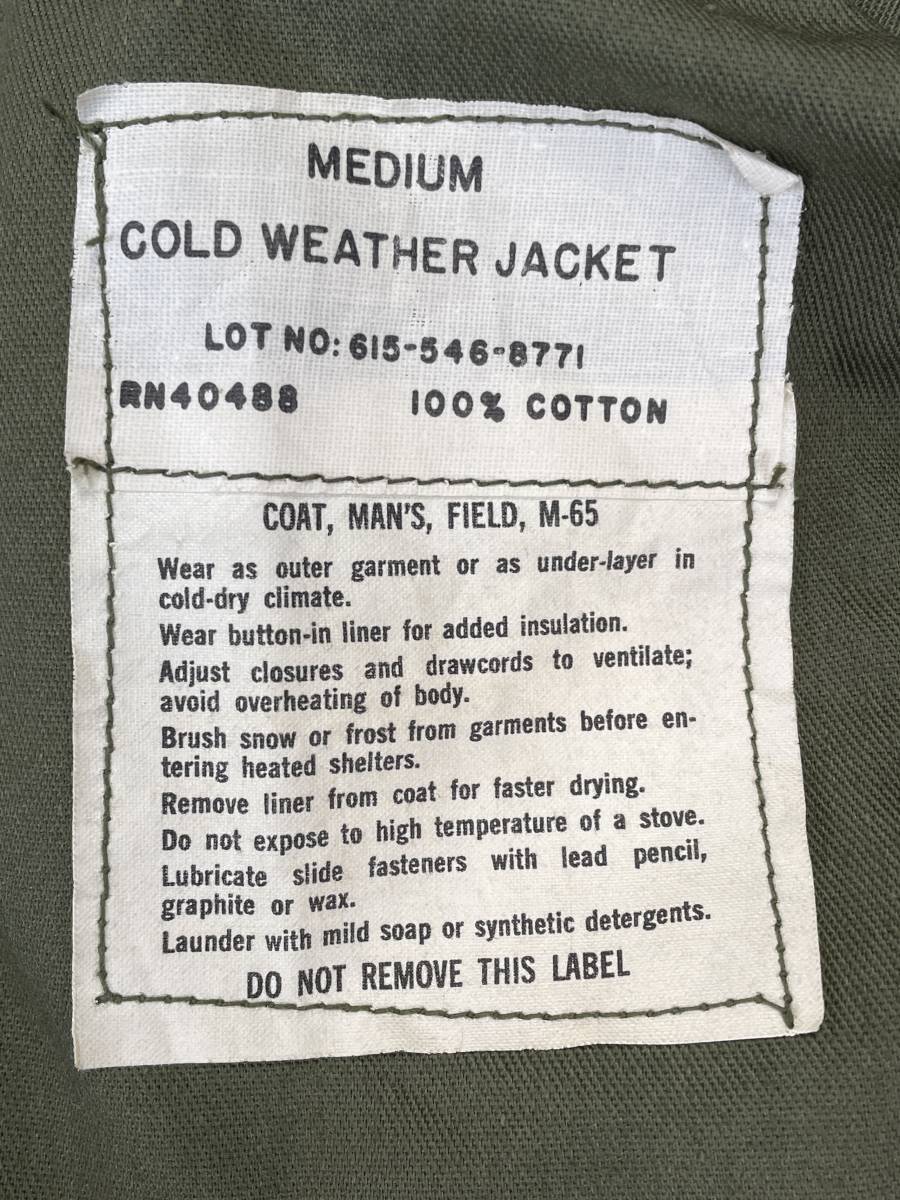 MEDIUM
COLD WEATHER JACKET
LOT NO: 615-546-8771
RN40488 100% COTTON
COAT, MAN'S, FIELD, M-65
Wear as outer garment or as under-layer in
cold-dry climate.
Wear button-in liner for added insulation.
Adjust closures and drawcords to ventilate;
avoid overheating of body.
Brush snow or frost from garments before en-
tering heated shelters.
Remove liner from coat for faster drying.
Do not expose to high temperature of a stove.
Lubricate slide fasteners with lead pencil,
graphite or wax.
Launder with mild soap or synthetic detergents.
DO NOT REMOVE THIS LABEL